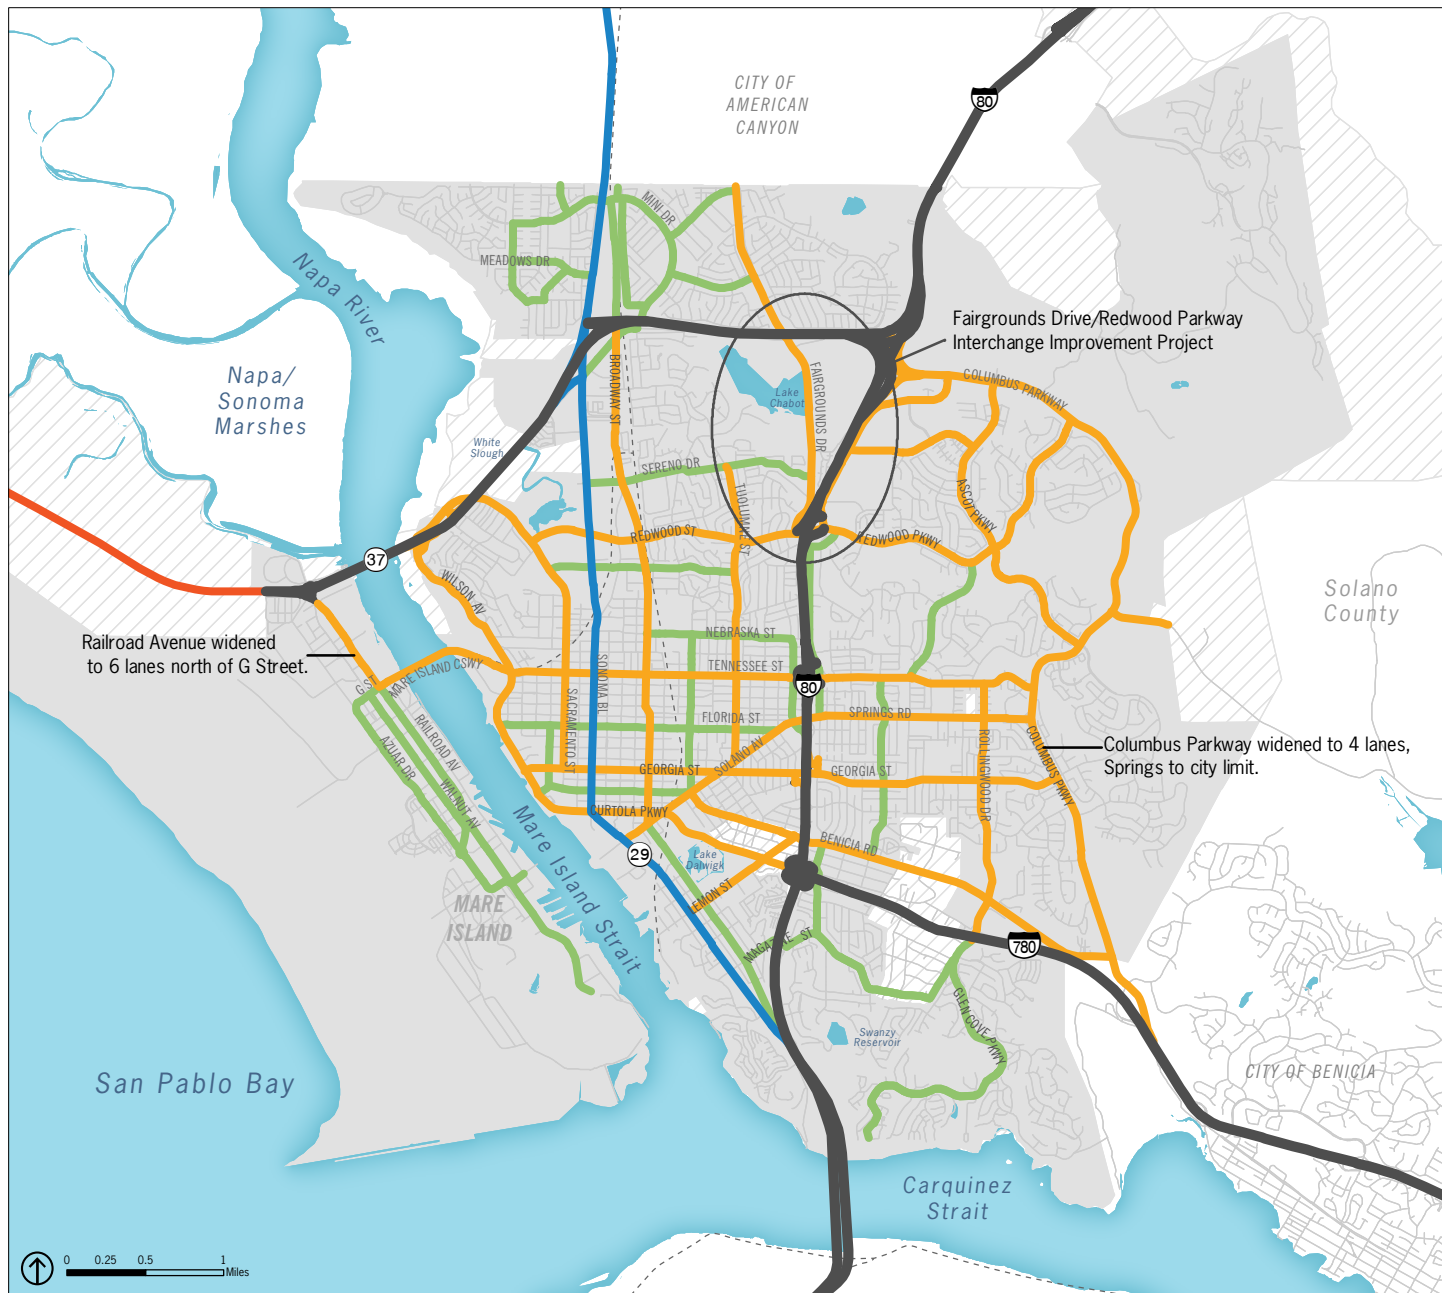 CITY OF
AMERICAN
CANYON
80
MINI DR
MEADOWS DR
Napa River
Fairgrounds Drive/Redwood Parkway
Interchange Improvement Project
Napa/
Sonoma
Marshes
BROADWAY ST
Lake
Chabot
FAIRGROUNDS DR
COLUMBUS PARKWAY
White
Slough
SERENO DR
TUOLUMNE ST
ASCOT PKWY
REDWOOD ST
REDWOOD PKWY
37
WILSON AV
Solano
County
Railroad Avenue widened
to 6 lanes north of G Street.
NEBRASKA ST
TENNESSEE ST
G ST
MARE ISLAND CSWY
SONOMA BL
SACRAMENTO ST
80
FLORIDA ST
SPRINGS RD
RAILROAD AV
AZUAR DR
WALNUT AV
SOLANO AV
GEORGIA ST
GEORGIA ST
ROLLINGWOOD DR
COLUMBUS PKWY
Columbus Parkway widened to 4 lanes,
Springs to city limit.
CURTOLA PKWY
Mare Island Strait
29
Lake
Dalwigk
BENICIA RD
LEMON ST
MARE
ISLAND
MAGAZINE ST
780
GLEN COVE PKWY
Swanzy
Reservoir
San Pablo Bay
CITY OF BENICIA
Carquinez
Strait
0 0.25 0.5 1
Miles